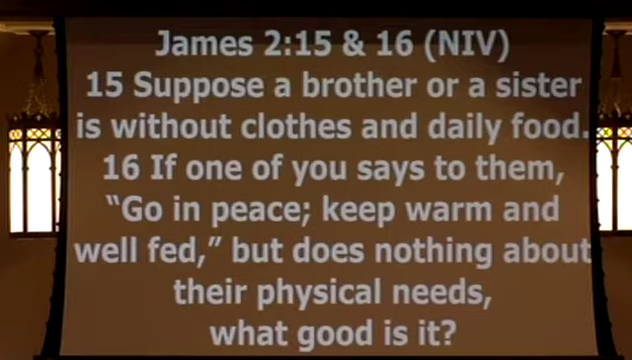 James 2:15 & 16 (NIV)
15 Suppose a brother or a sister
is without clothes and daily food.
16 If one of you says to them,
“Go in peace; keep warm and
well fed,” but does nothing about
their physical needs,
what good is it?